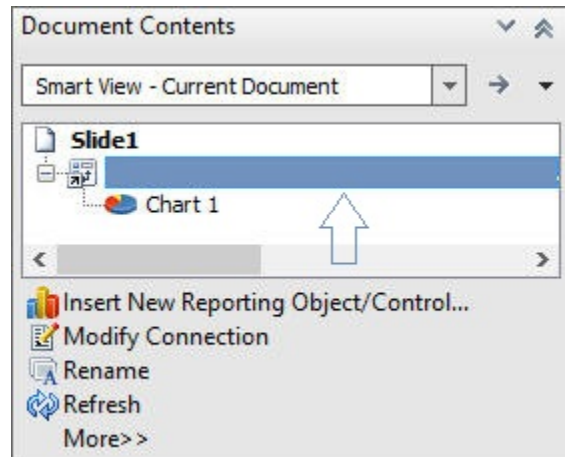 Document Contents
Smart View - Current Document
Slide1
Chart 1
Insert New Reporting Object/Control...
Modify Connection
Rename
Refresh
More>>